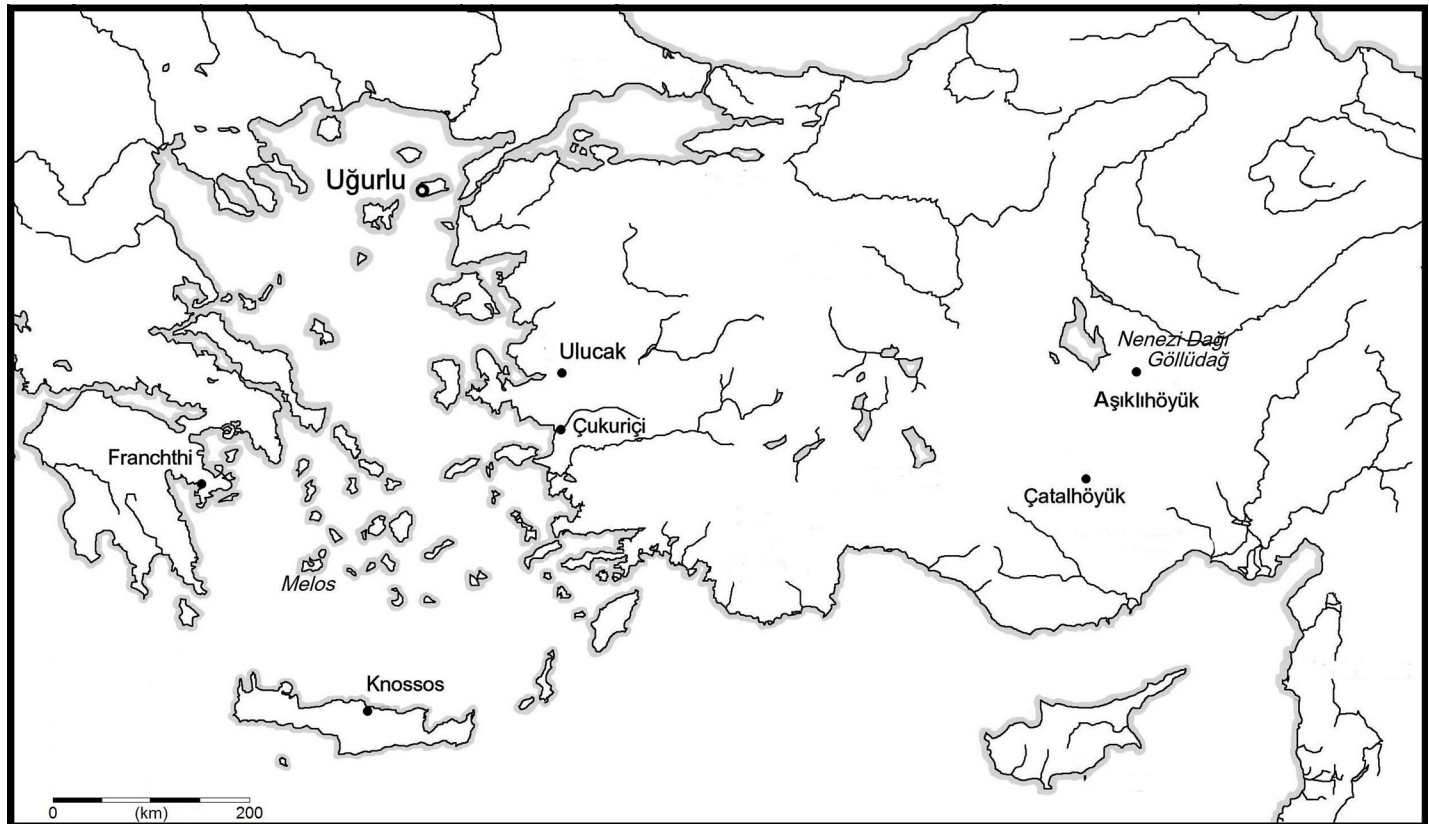 Uğurlu
Nenezi Dağı
Göllüdağ
Ulucak
Aşıklıhöyük
Çukuriçi
Franchthi
Çatalhöyük
Melos
Knossos
0 (km) 200